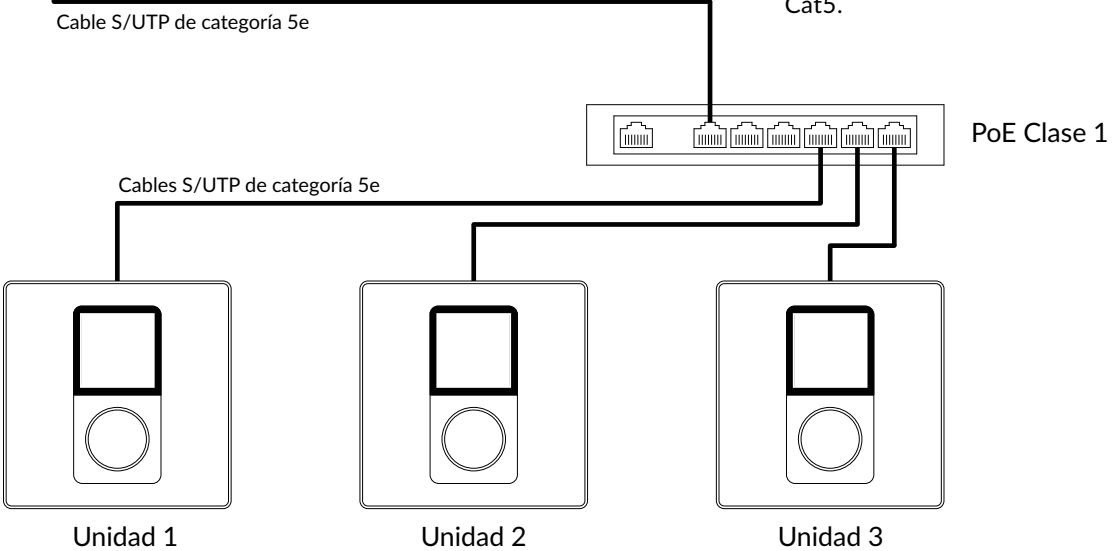 Cat5.
Cable S/UTP de categoría 5e
PoE Clase 1
Cables S/UTP de categoría 5e
Unidad 1
Unidad 2
Unidad 3